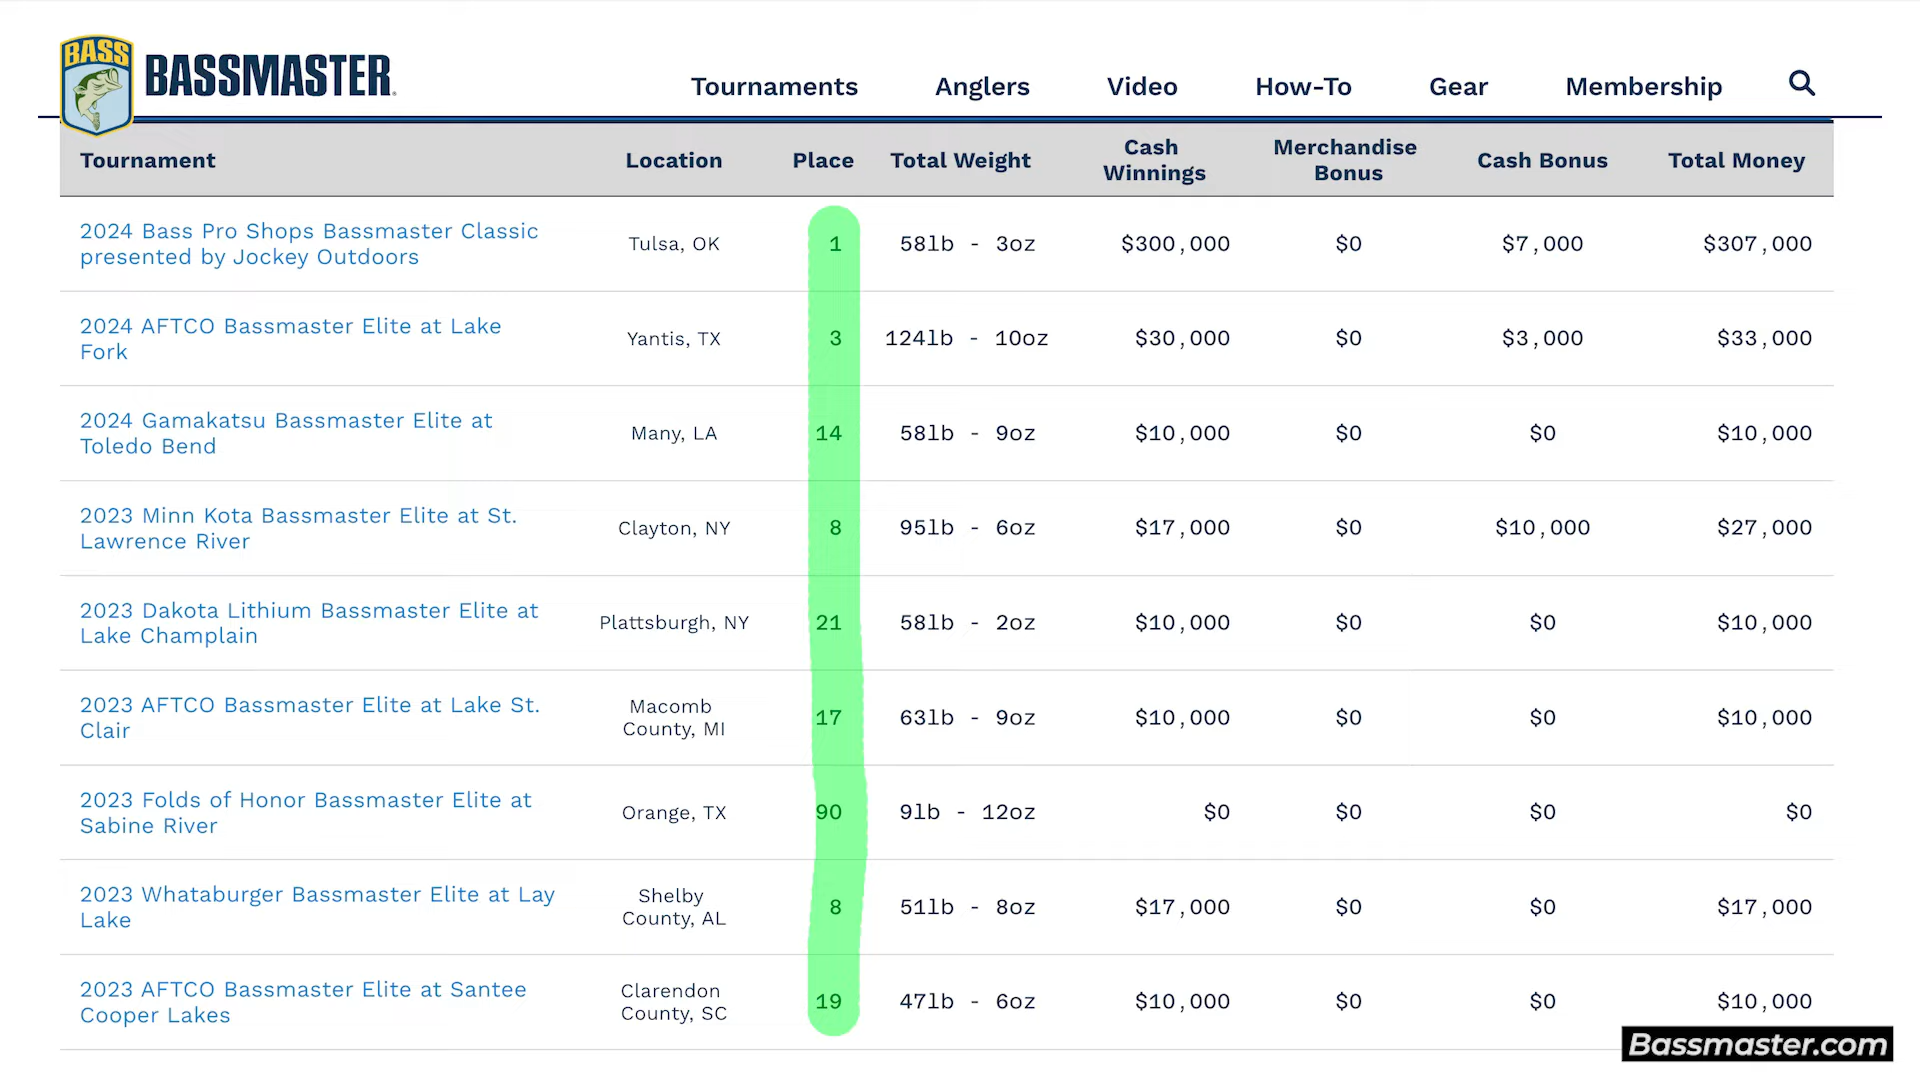 BASS
BASSMASTER
Tournaments Anglers Video How-To Gear Membership
Tournament Location Place Total Weight Cash Winnings Merchandise Bonus Cash Bonus Total Money
2024 Bass Pro Shops Bassmaster Classic
presented by Jockey Outdoors
Tulsa, OK 1 58lb - 3oz $300,000 $0 $7,000 $307,000
2024 AFTCO Bassmaster Elite at Lake
Fork
Yantis, TX 3 124lb - 10oz $30,000 $0 $3,000 $33,000
2024 Gamakatsu Bassmaster Elite at
Toledo Bend
Many, LA 14 58lb - 9oz $10,000 $0 $0 $10,000
2023 Minn Kota Bassmaster Elite at St.
Lawrence River
Clayton, NY 8 95lb - 6oz $17,000 $0 $10,000 $27,000
2023 Dakota Lithium Bassmaster Elite at
Lake Champlain
Plattsburgh, NY 21 58lb - 2oz $10,000 $0 $0 $10,000
2023 AFTCO Bassmaster Elite at Lake St.
Clair
Macomb
County, MI
17 63lb - 9oz $10,000 $0 $0 $10,000
2023 Folds of Honor Bassmaster Elite at
Sabine River
Orange, TX 90 9lb - 12oz $0 $0 $0 $0
2023 Whataburger Bassmaster Elite at Lay
Lake
Shelby
County, AL
8 51lb - 8oz $17,000 $0 $0 $17,000
2023 AFTCO Bassmaster Elite at Santee
Cooper Lakes
Clarendon
County, SC
19 47lb - 6oz $10,000 $0 $0 $10,000
Bassmaster.com